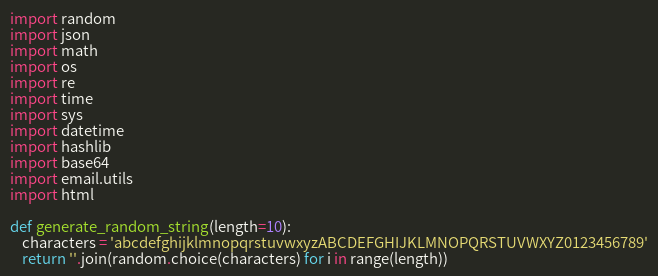 import random
import json
import math
import os
import re
import time
import sys
import datetime
import hashlib
import base64
import email.utils
import html

def generate_random_string(length=10):
    characters = 'abcdefghijklmnopqrstuvwxyzABCDEFGHIJKLMNOPQRSTUVWXYZ0123456789'
    return ''.join(random.choice(characters) for i in range(length))